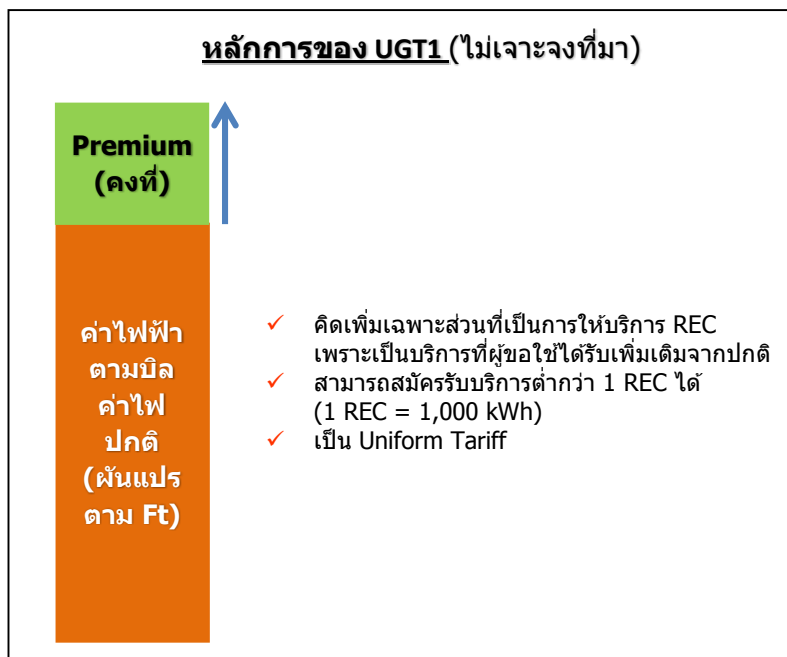 หลักการของ UGT1 (ไม่เจาะจงที่มา)
Premium
(คงที่)
ค่าไฟฟ้า
ตามบิล
ค่าไฟ
ปกติ
(ผันแปร
ตาม Ft)
✓ คิดเพิ่มเฉพาะส่วนที่เป็นการให้บริการ REC
เพราะเป็นบริการที่ผู้ขอใช้ได้รับเพิ่มเติมจากปกติ
✓ สามารถสมัครรับบริการต่ำกว่า 1 REC ได้
(1 REC = 1,000 kWh)
✓ เป็น Uniform Tariff